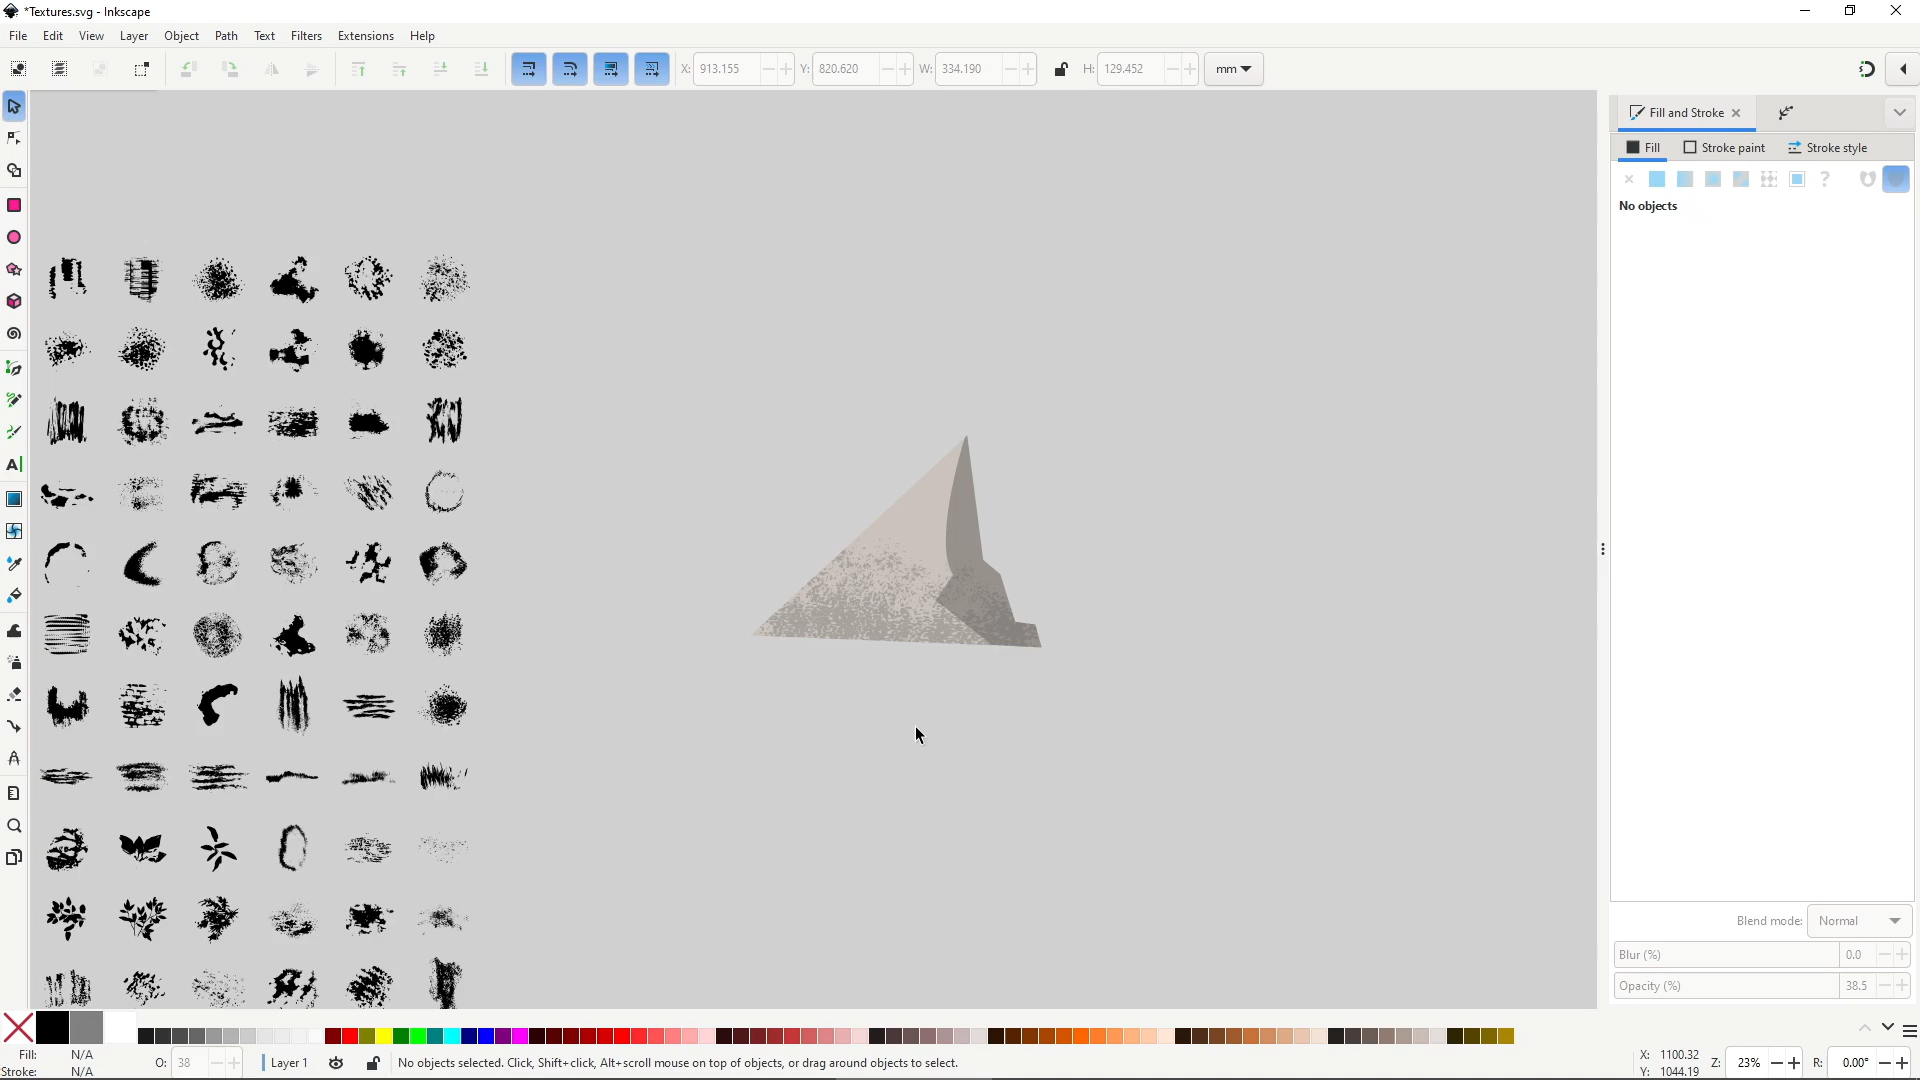 *Textures.svg - Inkscape
File Edit View Layer Object Path Text Filters Extensions Help
X: 913.155 Y: 820.620 W: 334.190 H: 129.452 mm
Fill and Stroke
Fill Stroke paint Stroke style
?
No objects
Blend mode: Normal
Blur (%) 0.0
Opacity (%) 38.5
Fill: N/A
Stroke: N/A
O: 38
Layer 1
No objects selected. Click, Shift+click, Alt+scroll mouse on top of objects, or drag around objects to select.
X: 1100.32
Y: 1044.19
Z: 23%
R: 0.00°